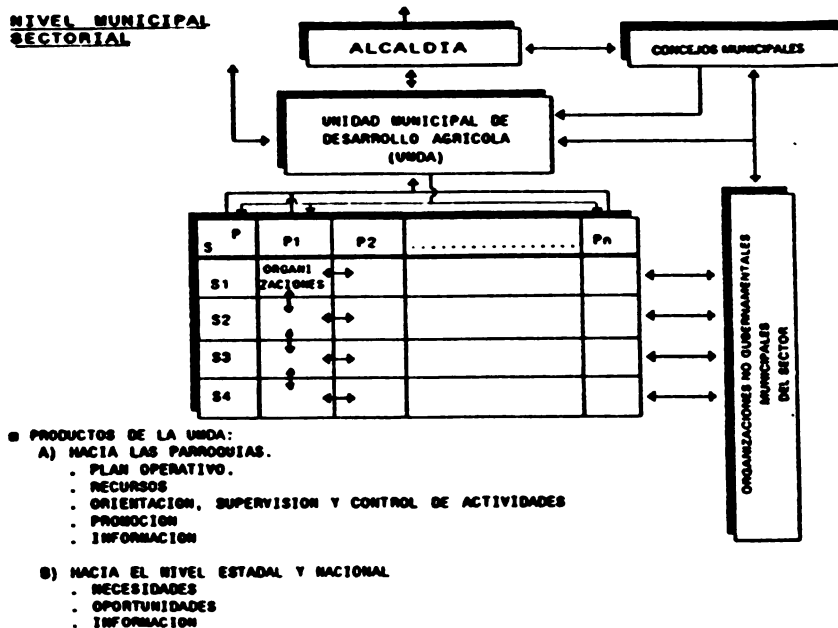 NIVEL MUNICIPAL
SECTORIAL
ALCALDIA
CONCEJOS MUNICIPALES
UNIDAD MUNICIPAL DE
DESARROLLO AGRICOLA
(UMDA)
S P P1 P2 ..................... Pn
S1 ORGANI
ZACIONES
S2
S3
S4
ORGANIZACIONES NO GUBERNAMENTALES
MUNICIPALES
DEL SECTOR
PRODUCTOS DE LA UMDA:
A) HACIA LAS PARROQUIAS.
. PLAN OPERATIVO.
. RECURSOS
. ORIENTACION, SUPERVISION Y CONTROL DE ACTIVIDADES
. PROMOCION
. INFORMACION
B) HACIA EL NIVEL ESTADAL Y NACIONAL
. NECESIDADES
. OPORTUNIDADES
. INFORMACION